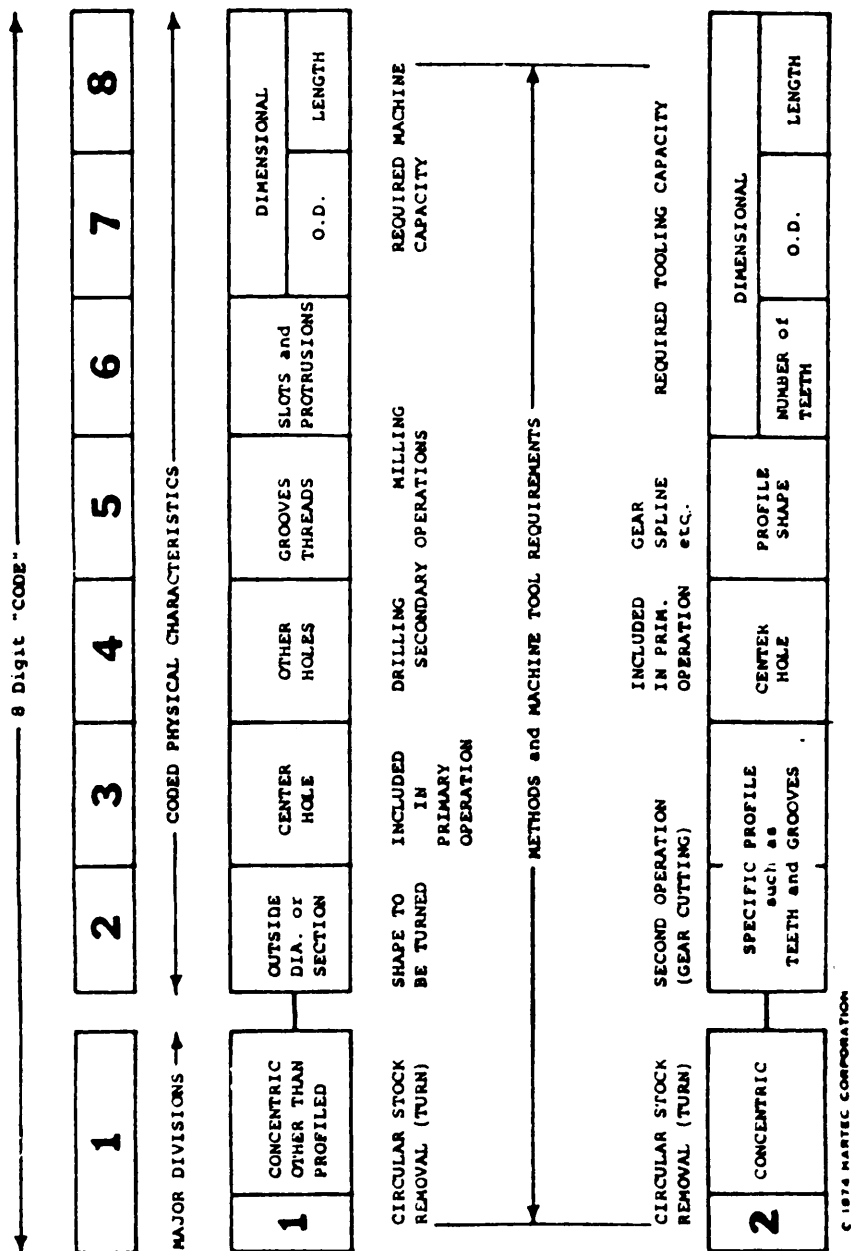 8 Digit "CODE"
1 2 3 4 5 6 7 8
MAJOR DIVISIONS
CODED PHYSICAL CHARACTERISTICS
1
CONCENTRIC
OTHER THAN
PROFILED
OUTSIDE
DIA. or
SECTION
CENTER
HOLE
OTHER
HOLES
GROOVES
THREADS
SLOTS and
PROTRUSIONS
DIMENSIONAL
O.D.
LENGTH
CIRCULAR STOCK
REMOVAL (TURN)
SHAPE TO
BE TURNED
INCLUDED
IN
PRIMARY
OPERATION
DRILLING MILLING
SECONDARY OPERATIONS
REQUIRED MACHINE
CAPACITY
METHODS and MACHINE TOOL REQUIREMENTS
CIRCULAR STOCK
REMOVAL (TURN)
SECOND OPERATION
(GEAR CUTTING)
INCLUDED
IN PRIM.
OPERATION
GEAR
SPLINE
etc.
REQUIRED TOOLING CAPACITY
2
CONCENTRIC
SPECIFIC PROFILE
such as
TEETH and GROOVES
CENTER
HOLE
PROFILE
SHAPE
DIMENSIONAL
NUMBER of
TEETH
O.D.
LENGTH
C 1974 MARTEC CORPORATION